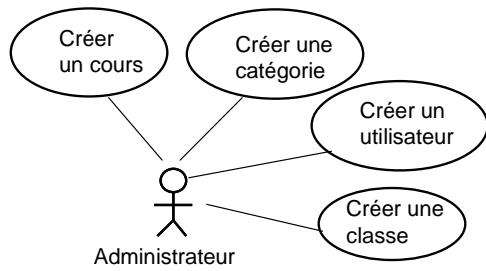 Créer
un cours
Créer une
catégorie
Créer un
utilisateur
Créer une
classe
Administrateur